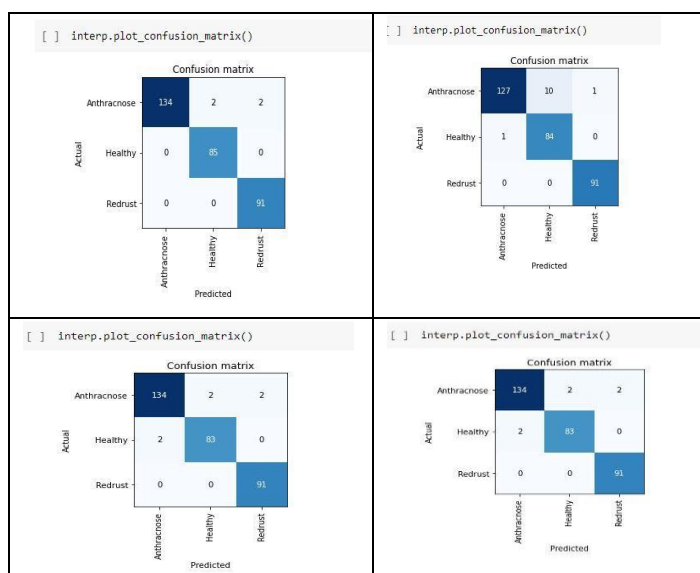 [ ] interp.plot_confusion_matrix()
Confusion matrix
Anthracnose 134 2 2
Healthy 0 85 0
Redrust 0 0 91
Actual
Anthracnose Healthy Redrust
Predicted
[ ] interp.plot_confusion_matrix()
Confusion matrix
Anthracnose 127 10 1
Healthy 1 84 0
Redrust 0 0 91
Actual
Anthracnose Healthy Redrust
Predicted
[ ] interp.plot_confusion_matrix()
Confusion matrix
Anthracnose 134 2 2
Healthy 2 83 0
Redrust 0 0 91
Actual
Anthracnose Healthy Redrust
Predicted
[ ] interp.plot_confusion_matrix()
Confusion matrix
Anthracnose 134 2 2
Healthy 2 83 0
Redrust 0 0 91
Actual
Anthracnose Healthy Redrust
Predicted